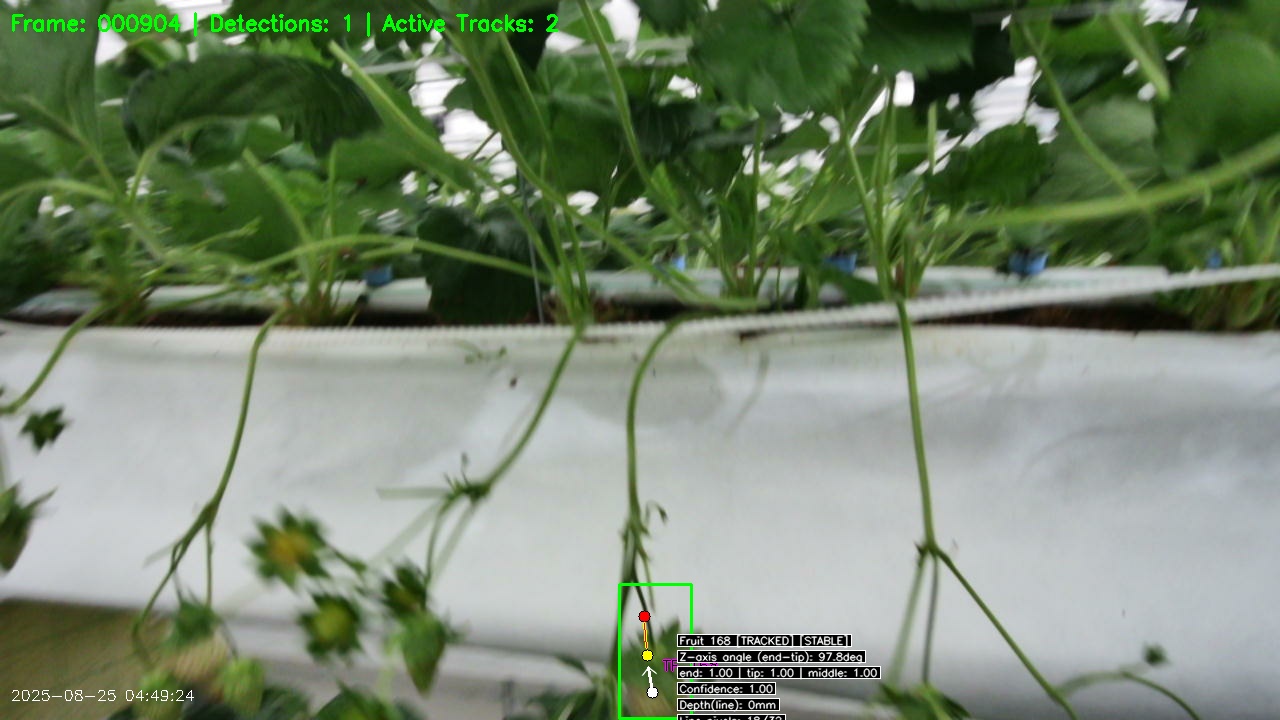 Frame: 000904 | Detections: 1 | Active Tracks: 2
Fruit 168 [TRACKED] [STABLE]
Z-axis angle (end-tip): 97.8deg
end: 1.00 | tip: 1.00 | middle: 1.00
Confidence: 1.00
Depth(line): 0mm
2025-08-25 04:49:24